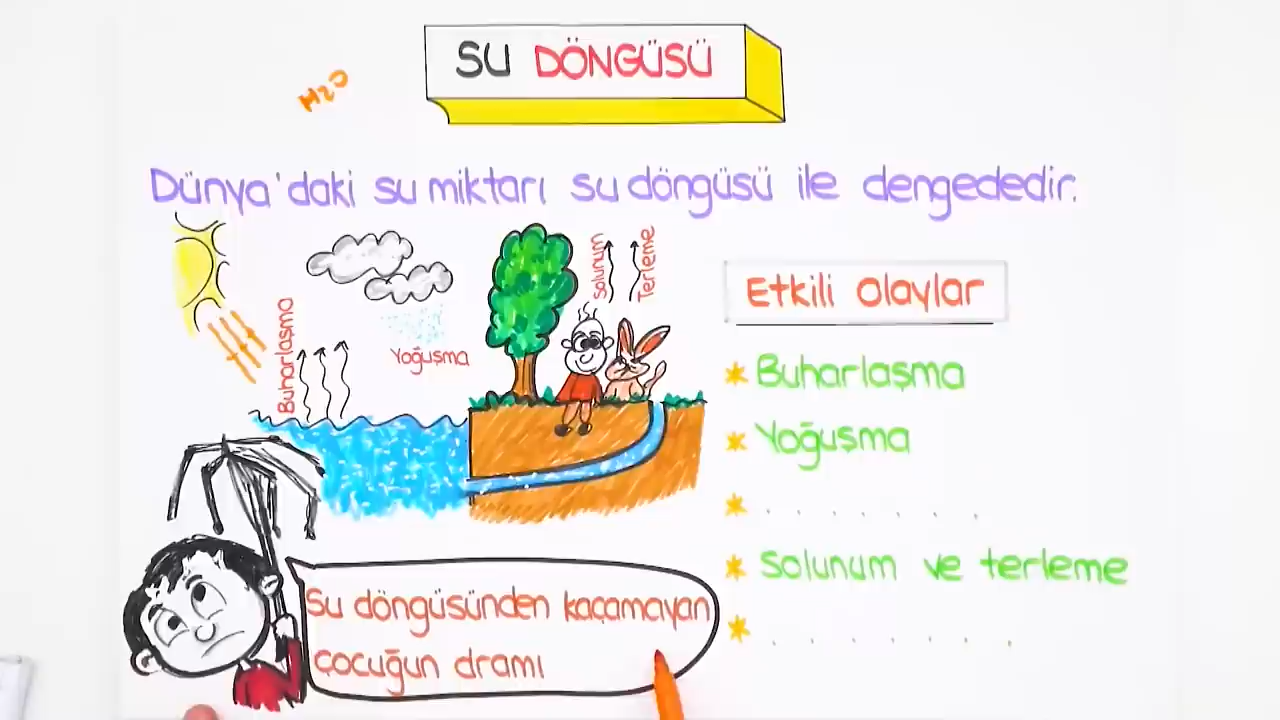 SU DÖNGÜSÜ
H2O
Dünya'daki su miktarı su döngüsü ile dengededir.
Buharlaşma
Yoğuşma
Solunum
Terleme
Etkili Olaylar
* Buharlaşma
* Yoğuşma
* . . . . . . .
* Solunum ve terleme
* . . . . . . . .
Su döngüsünden kaçamayan
çocuğun dramı